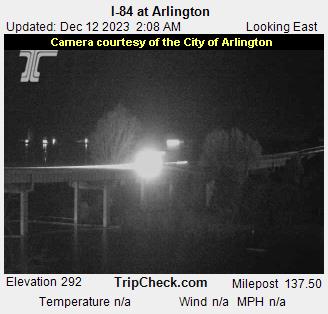 I-84 at Arlington
Updated: Dec 12 2023 2:08 AM Looking East
Camera courtesy of the City of Arlington
Elevation 292 TripCheck.com Milepost 137.50
Temperature n/a Wind n/a MPH n/a